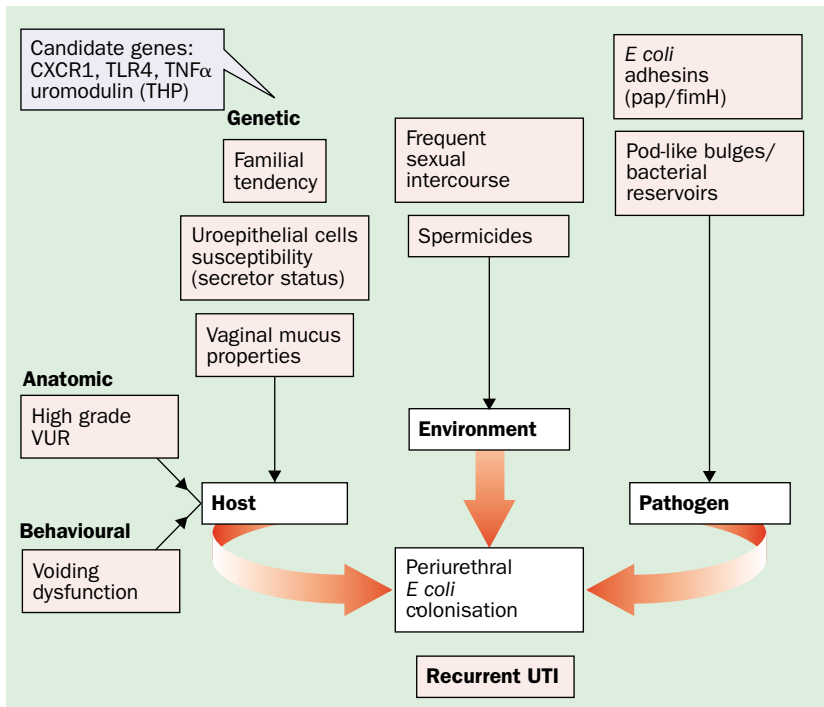 Candidate genes:
CXCR1, TLR4, TNFα
uromodulin (THP)
Genetic
Familial
tendency
Uroepithelial cells
susceptibility
(secretor status)
Vaginal mucus
properties
Anatomic
High grade
VUR
Behavioural
Voiding
dysfunction
Host
Frequent
sexual
intercourse
Spermicides
Environment
E coli
adhesins
(pap/fimH)
Pod-like bulges/
bacterial
reservoirs
Pathogen
Periurethral
E coli
colonisation
Recurrent UTI